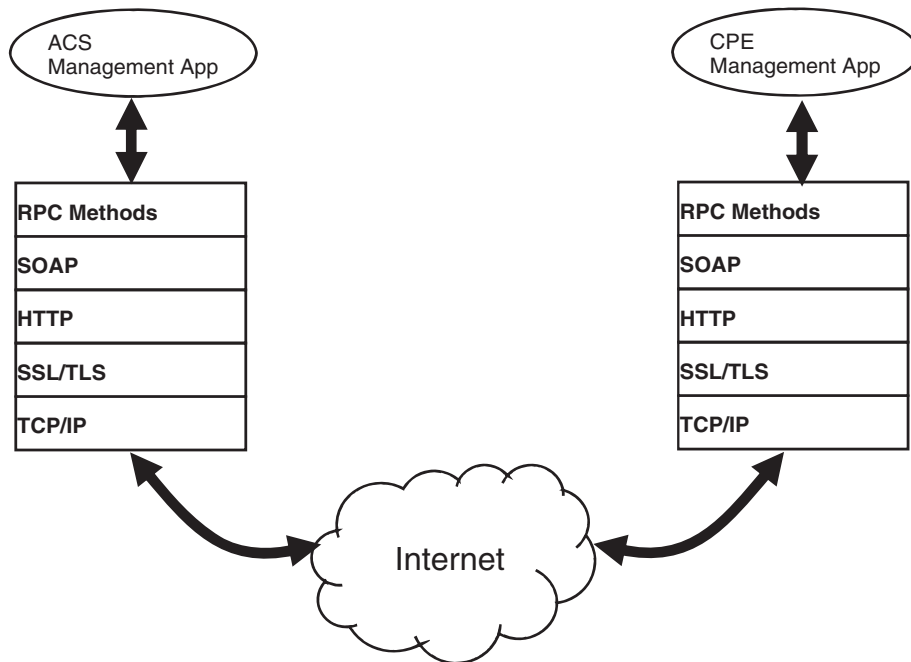 ACS
Management App
CPE
Management App
RPC Methods
SOAP
HTTP
SSL/TLS
TCP/IP
RPC Methods
SOAP
HTTP
SSL/TLS
TCP/IP
Internet